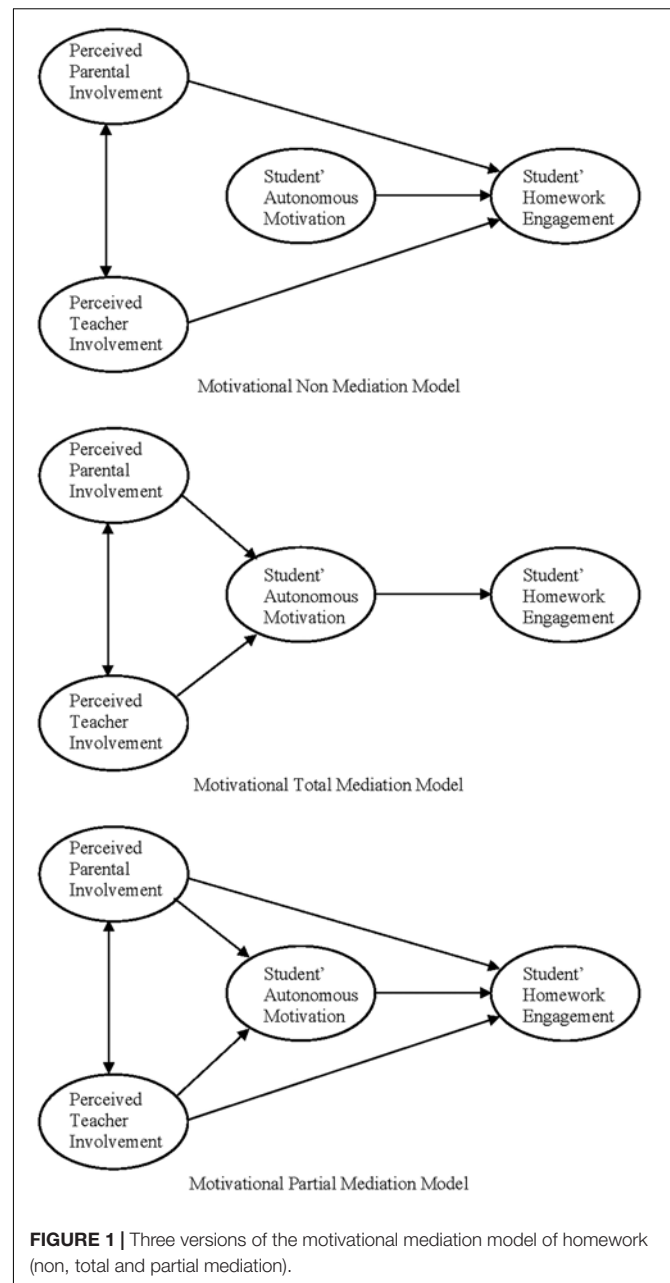 Perceived
Parental
Involvement
Student'
Autonomous
Motivation
Student'
Homework
Engagement
Perceived
Teacher
Involvement
Motivational Non Mediation Model
Perceived
Parental
Involvement
Student'
Autonomous
Motivation
Student'
Homework
Engagement
Perceived
Teacher
Involvement
Motivational Total Mediation Model
Perceived
Parental
Involvement
Student'
Autonomous
Motivation
Student'
Homework
Engagement
Perceived
Teacher
Involvement
Motivational Partial Mediation Model
FIGURE 1 | Three versions of the motivational mediation model of homework
(non, total and partial mediation).